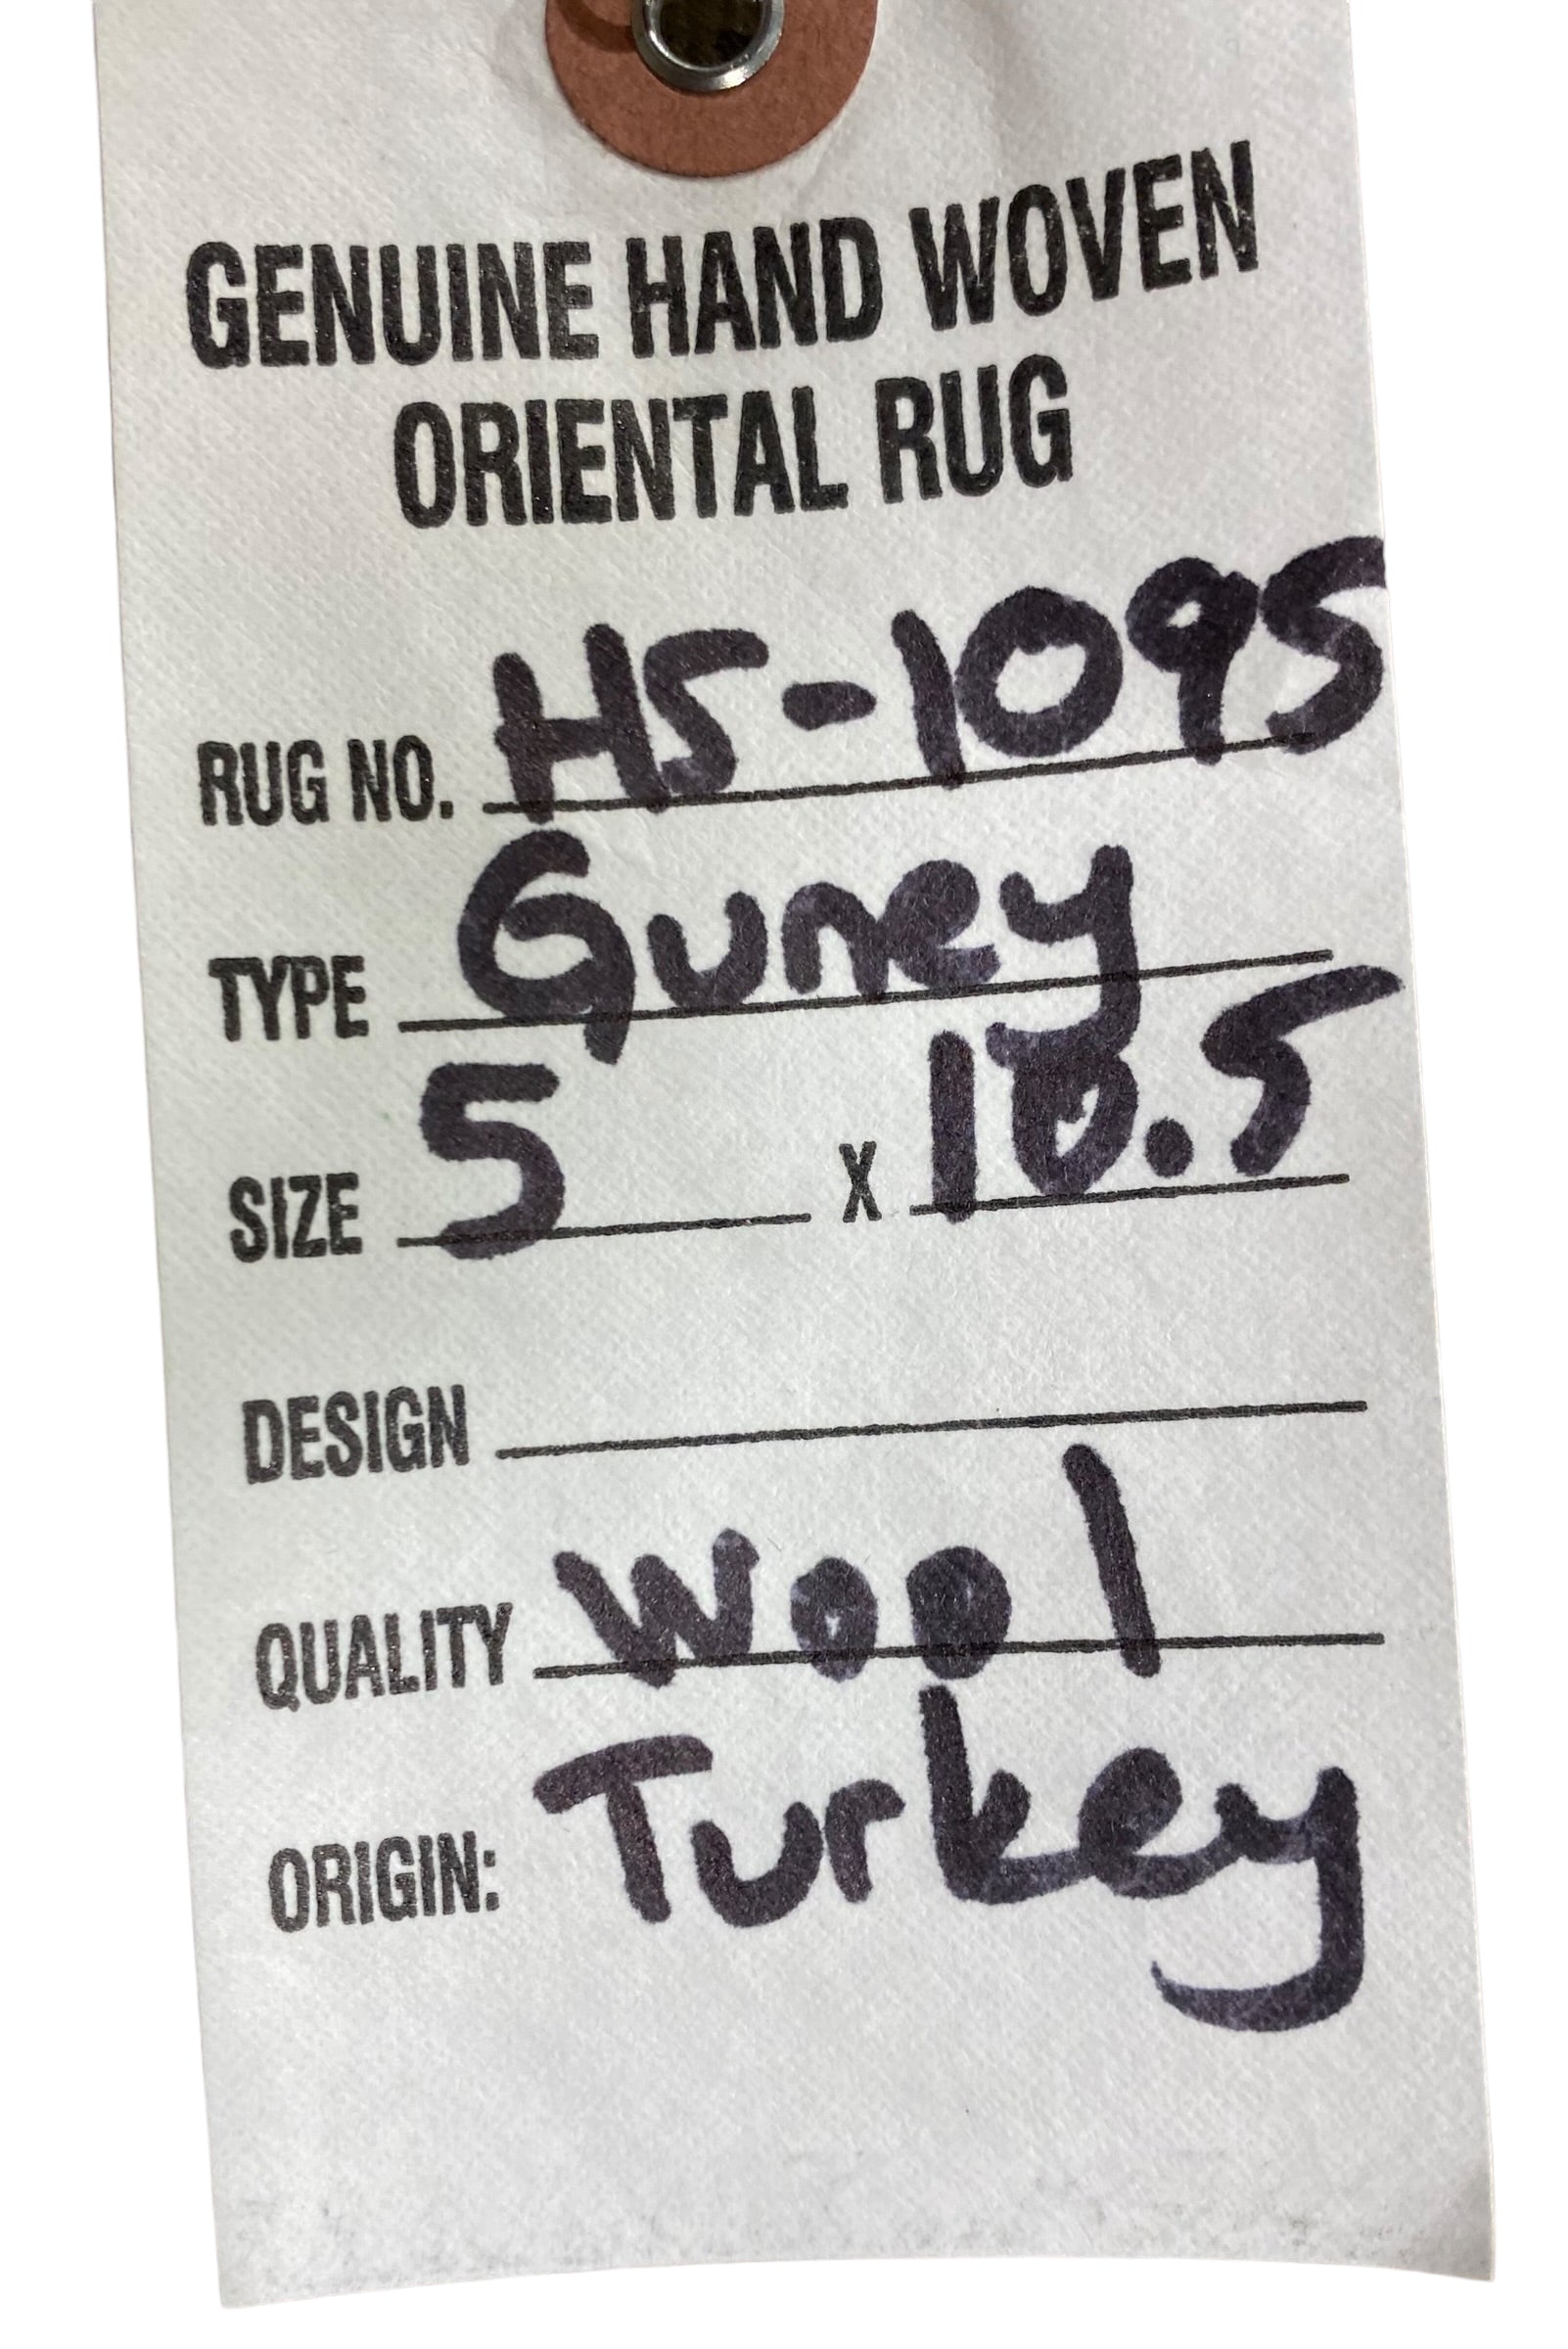 GENUINE HAND WOVEN
ORIENTAL RUG
RUG NO. HS-1095
TYPE Guney
SIZE 5 X 10.5
DESIGN
QUALITY Wool
ORIGIN: Turkey